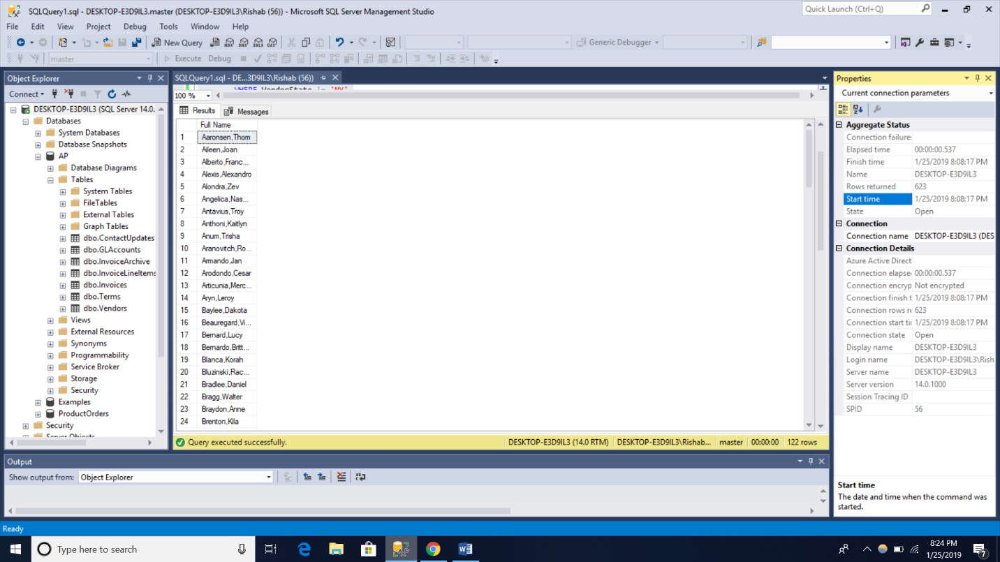 SQLQuery1.sql - DESKTOP-E3D9IL3.master (DESKTOP-E3D9IL3\Rishab (56)) - Microsoft SQL Server Management Studio
Quick Launch (Ctrl+Q)
File Edit View Project Debug Tools Window Help
New Query
MDX DMX XMLA DAX
Generic Debugger
master
Execute Debug
Object Explorer
Connect
DESKTOP-E3D9IL3 (SQL Server 14.0.
Databases
System Databases
Database Snapshots
AP
Database Diagrams
Tables
System Tables
FileTables
External Tables
Graph Tables
dbo.ContactUpdates
dbo.GLAccounts
dbo.InvoiceArchive
dbo.InvoiceLineItems
dbo.Invoices
dbo.Terms
dbo.Vendors
Views
External Resources
Synonyms
Programmability
Service Broker
Storage
Security
Examples
ProductOrders
Security
Server Objects
SQLQuery1.sql - DE...3D9IL3\Rishab (56))
WHERE VendorState != 'NY'
100 %
Results Messages
Full Name
1 Aaronsen,Thom
2 Aileen,Joan
3 Alberto,Franc...
4 Alexis,Alexandro
5 Alondra,Zev
6 Angelica,Nas...
7 Antavius,Troy
8 Anthoni,Kaitlyn
9 Anum,Trisha
10 Aranovitch,Ro...
11 Armando,Jan
12 Arodondo,Cesar
13 Articunia,Merc...
14 Aryn,Leroy
15 Baylee,Dakota
16 Beauregard,Vi...
17 Bernard,Lucy
18 Bernardo,Britt...
19 Blanca,Korah
20 Bluzinski,Rac...
21 Bradlee,Daniel
22 Bragg,Walter
23 Braydon,Anne
24 Brenton,Kila
Query executed successfully.
DESKTOP-E3D9IL3 (14.0 RTM) DESKTOP-E3D9IL3\Rishab... master 00:00:00 122 rows
Properties
Current connection parameters
Aggregate Status
Connection failures
Elapsed time 00:00:00.537
Finish time 1/25/2019 8:08:17 PM
Name DESKTOP-E3D9IL3
Rows returned 623
Start time 1/25/2019 8:08:17 PM
State Open
Connection
Connection name DESKTOP-E3D9IL3 (DES
Connection Details
Azure Active Direct
Connection elapse 00:00:00.537
Connection encryp Not encrypted
Connection finish t 1/25/2019 8:08:17 PM
Connection rows re 623
Connection start ti 1/25/2019 8:08:17 PM
Connection state Open
Display name DESKTOP-E3D9IL3
Login name DESKTOP-E3D9IL3\Rish
Server name DESKTOP-E3D9IL3
Server version 14.0.1000
Session Tracing ID
SPID 56
Start time
The date and time when the command was
started.
Output
Show output from: Object Explorer
Ready
Type here to search
8:24 PM
1/25/2019
7